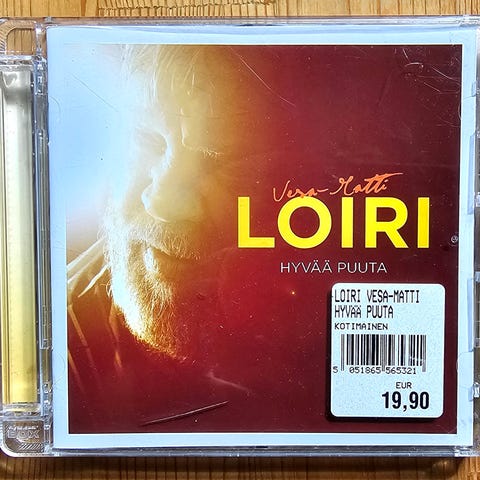 Vesa-Matti
LOIRI
HYVÄÄ PUUTA
LOIRI VESA-MATTI
HYVÄÄ PUUTA
KOTIMAINEN
5 051865 565321
EUR
19,90